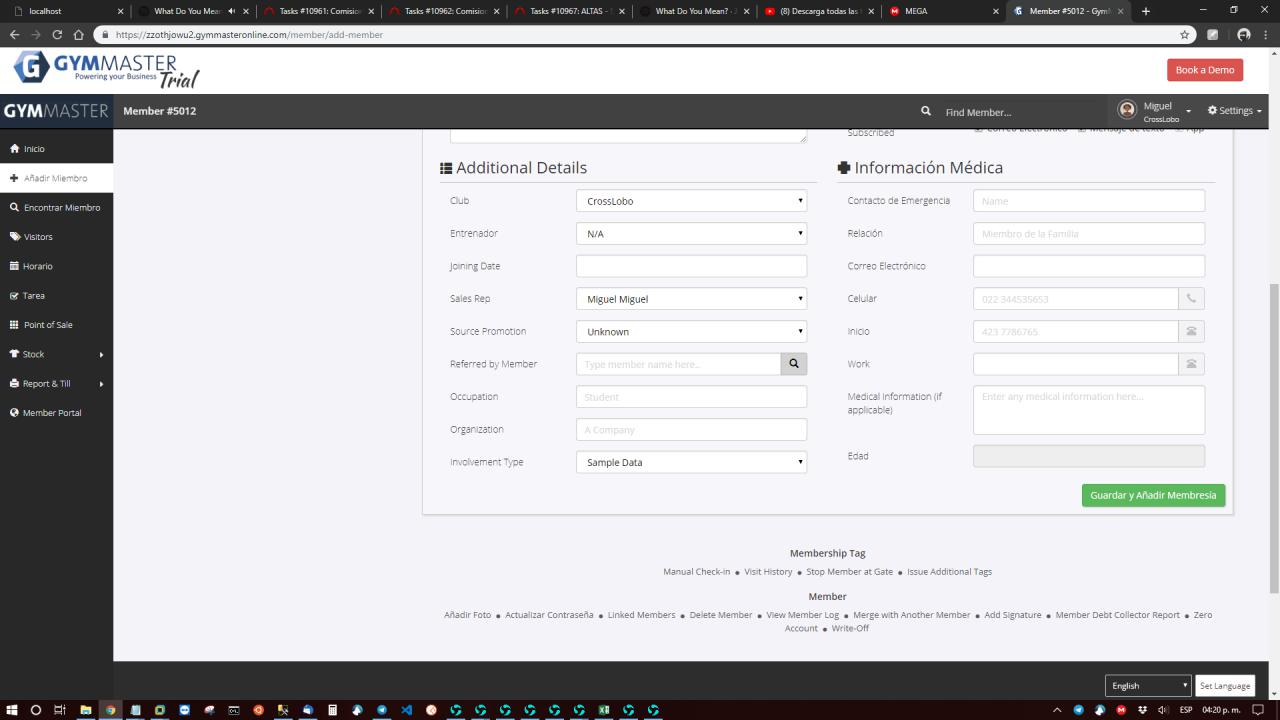 localhost
What Do You Mean?
Tasks #10961: Comision
Tasks #10962: Comision
Tasks #10967: ALTAS -
What Do You Mean? -
(8) Descarga todas las
MEGA
Member #5012 - Gym
https://zzothjowu2.gymmasteronline.com/member/add-member
GYMMASTER
Powering your Business
Trial
Book a Demo
GYMMASTER
Member #5012
Find Member...
Miguel
CrossLobo
Settings
Inicio
Añadir Miembro
Encontrar Miembro
Visitors
Horario
Tarea
Point of Sale
Stock
Report & Till
Member Portal
Subscribed
Correo Electrónico Mensaje de texto App
Additional Details
Club CrossLobo
Entrenador N/A
Joining Date
Sales Rep Miguel Miguel
Source Promotion Unknown
Referred by Member Type member name here..
Occupation Student
Organization A Company
Involvement Type Sample Data
Información Médica
Contacto de Emergencia Name
Relación Miembro de la Familia
Correo Electrónico
Celular 022 344535653
Inicio 423 7786765
Work
Medical Information (if
applicable)
Enter any medical information here...
Edad
Guardar y Añadir Membresía
Membership Tag
Manual Check-in ● Visit History ● Stop Member at Gate ● Issue Additional Tags
Member
Añadir Foto ● Actualizar Contraseña ● Linked Members ● Delete Member ● View Member Log ● Merge with Another Member ● Add Signature ● Member Debt Collector Report ● Zero
Account ● Write-Off
English
Set Language
ESP 04:20 p. m.